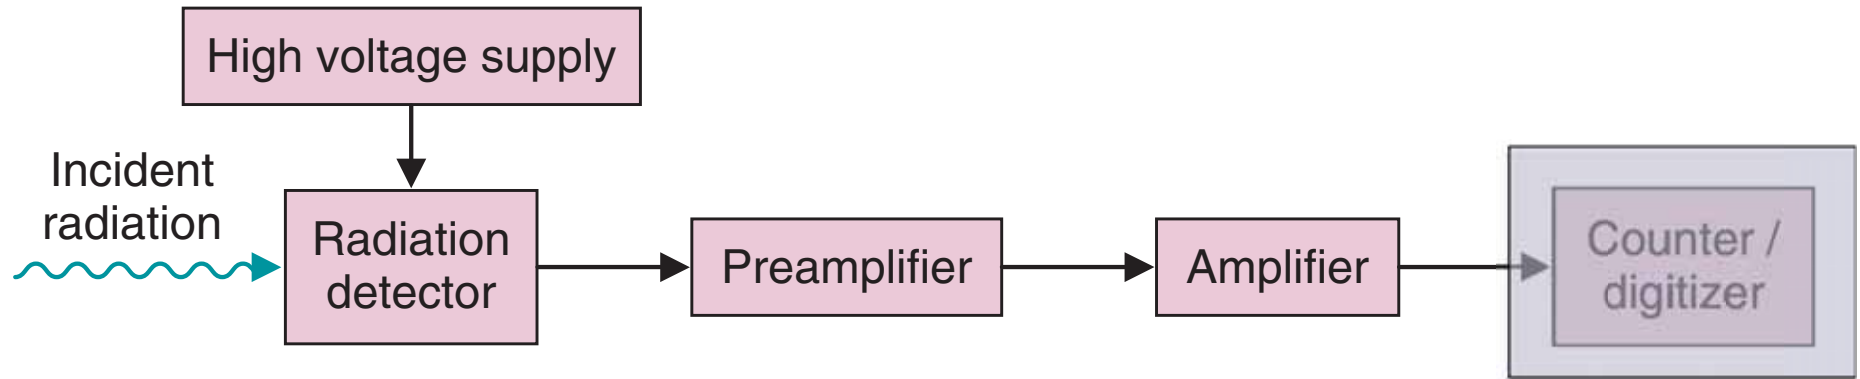 High voltage supply
Incident
radiation
Radiation
detector
Preamplifier
Amplifier
Counter /
digitizer